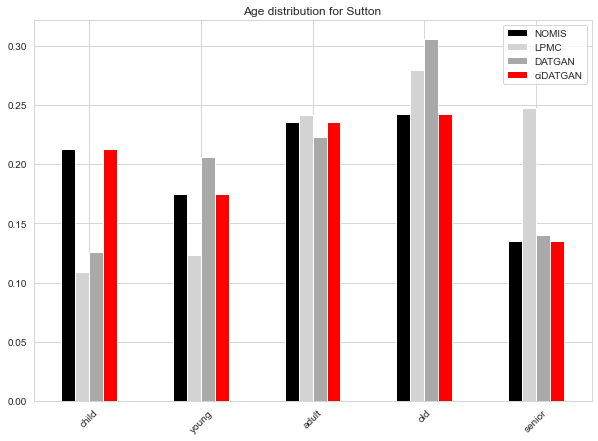 Age distribution for Sutton
NOMIS
LPMC
DATGAN
ciDATGAN
0.30
0.25
0.20
0.15
0.10
0.05
0.00
child
young
adult
old
senior